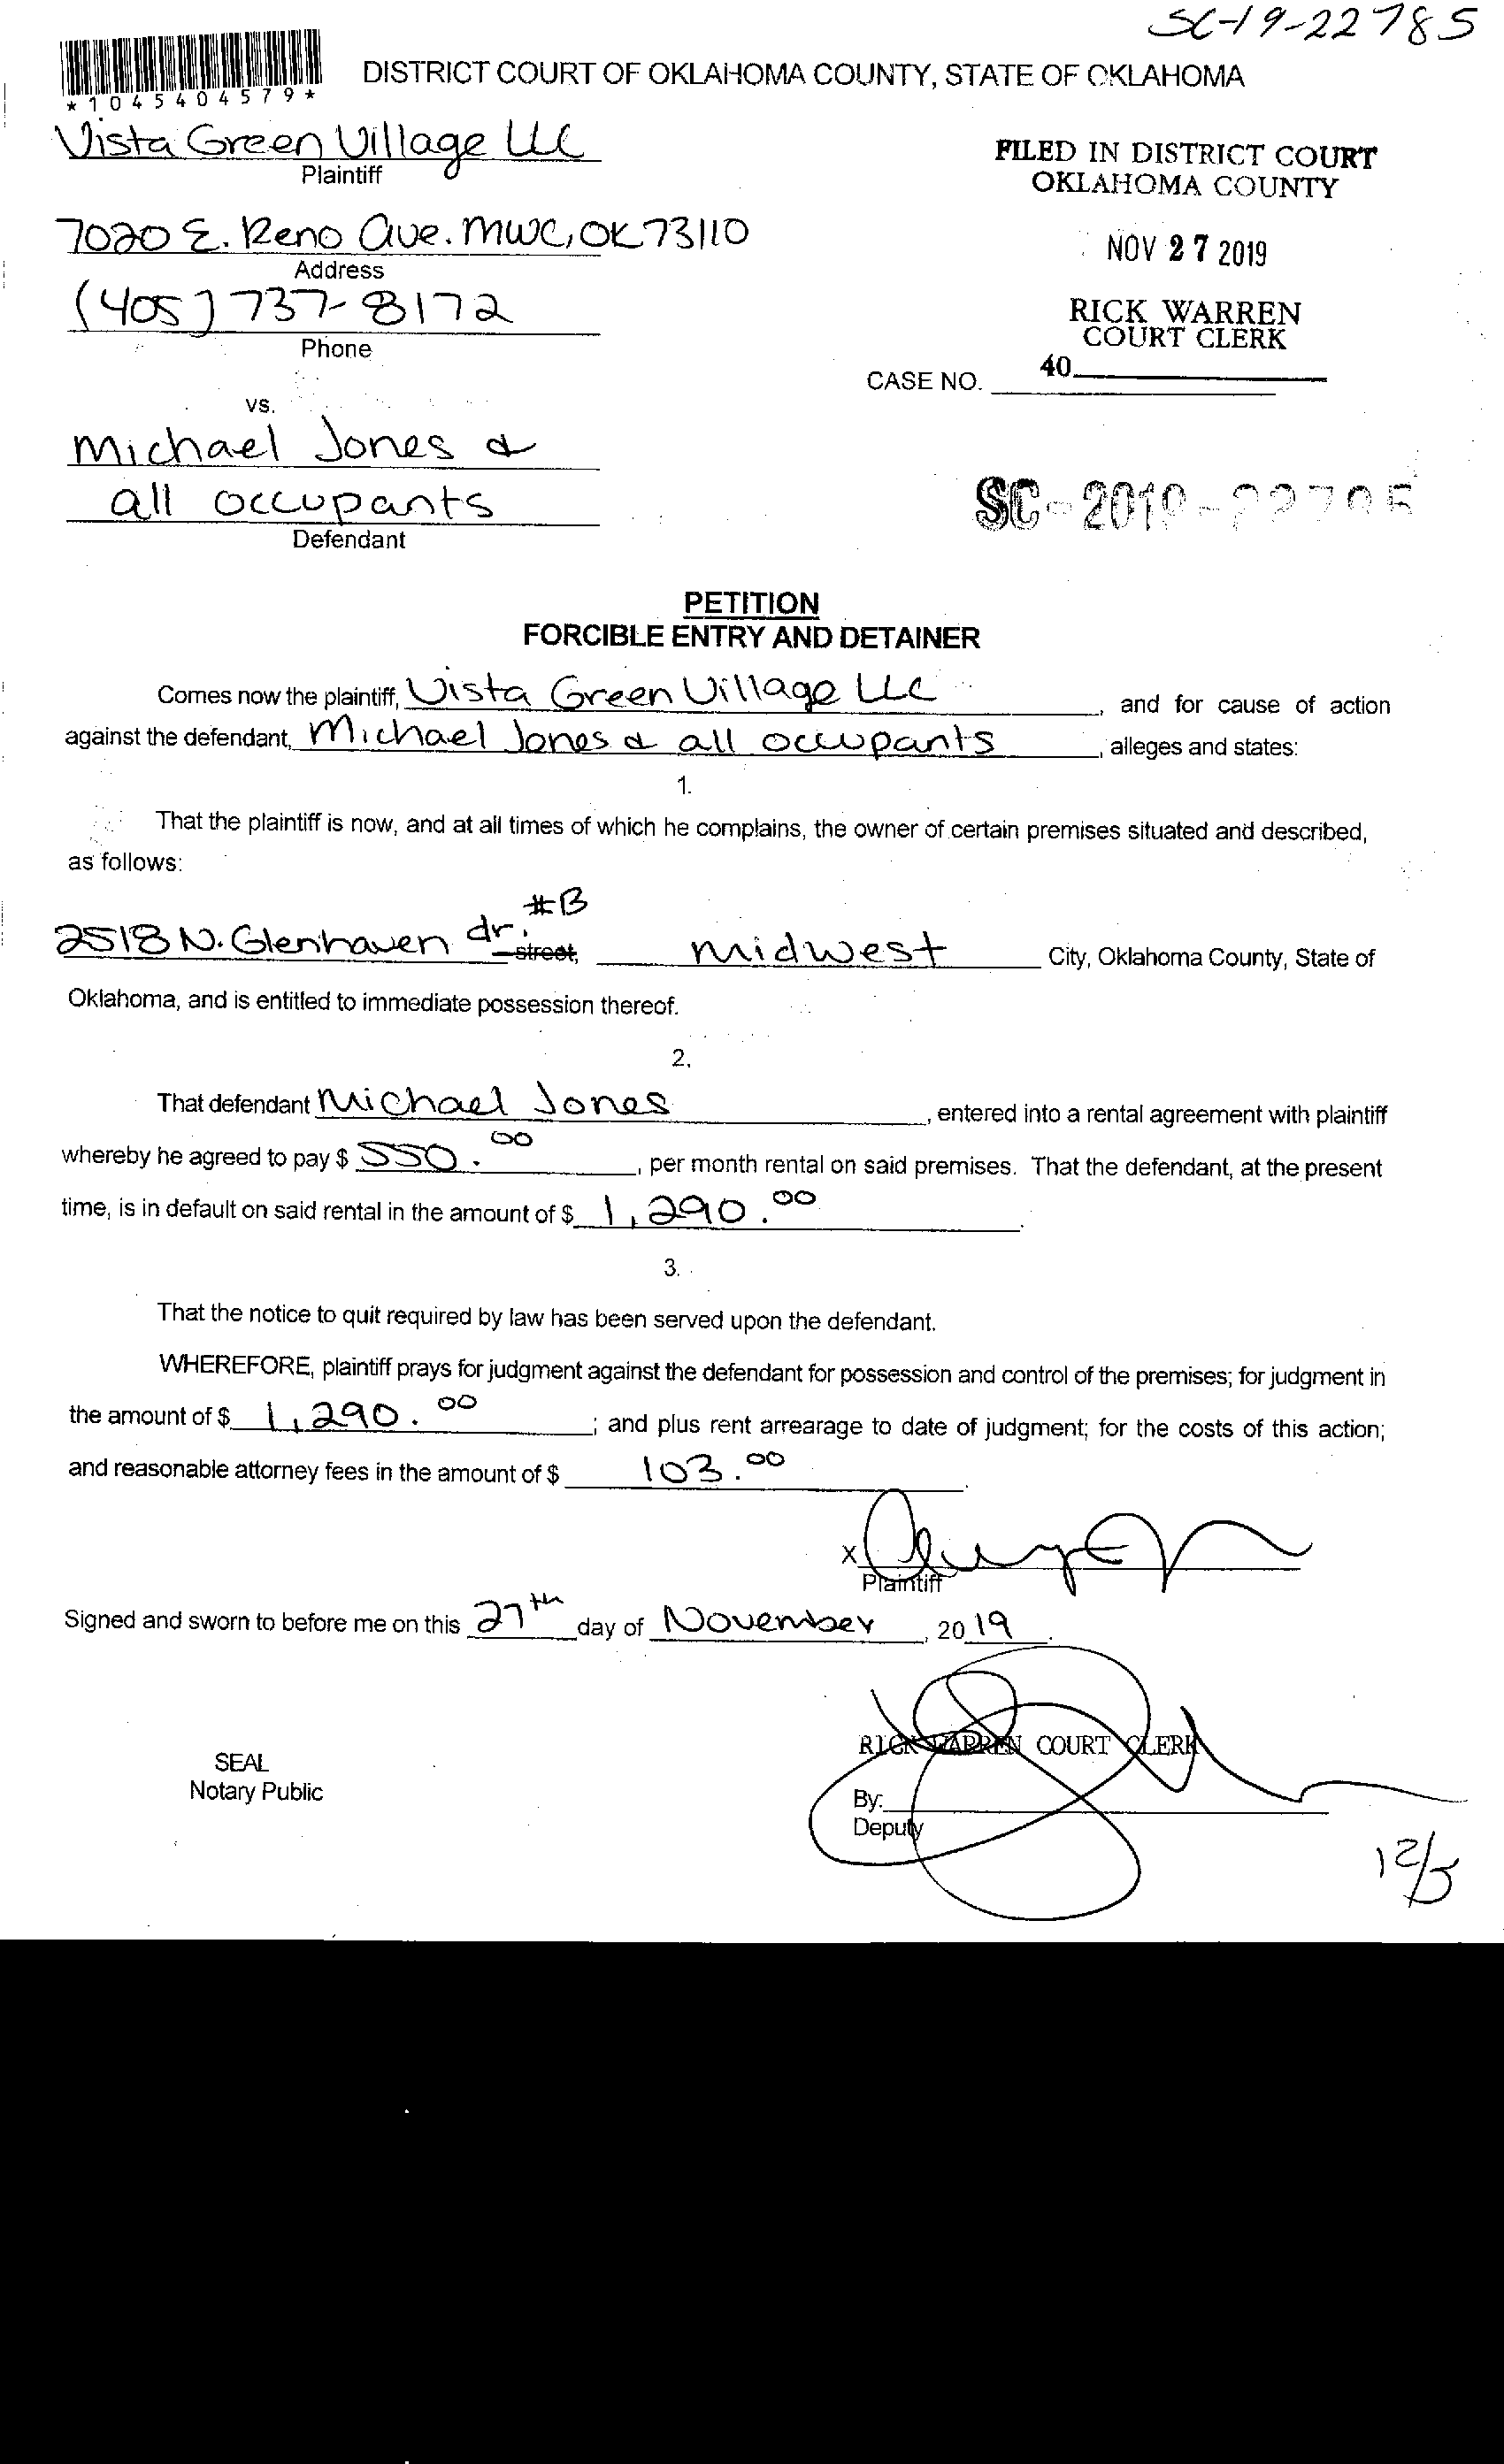 SC-19-22785
*1045404579*
DISTRICT COURT OF OKLAHOMA COUNTY, STATE OF OKLAHOMA
Vista Green Village LLC
Plaintiff
FILED IN DISTRICT COURT
OKLAHOMA COUNTY
7020 E. Reno Ave. MWC, OK 73110
Address
NOV 27 2019
(405) 737-8172
Phone
RICK WARREN
COURT CLERK
40
CASE NO.
vs.
Michael Jones &
all occupants
Defendant
SC-2019-
PETITION
FORCIBLE ENTRY AND DETAINER
Comes now the plaintiff, Vista Green Village LLC, and for cause of action
against the defendant, Michael Jones & all occupants, alleges and states:
1.
That the plaintiff is now, and at all times of which he complains, the owner of certain premises situated and described,
as follows:
#B
2518 N. Glenhaven dr. street, Midwest City, Oklahoma County, State of
Oklahoma, and is entitled to immediate possession thereof.
2.
That defendant Michael Jones, entered into a rental agreement with plaintiff
whereby he agreed to pay $ 550.00, per month rental on said premises. That the defendant, at the present
time, is in default on said rental in the amount of $ 1,290.00.
3.
That the notice to quit required by law has been served upon the defendant.
WHEREFORE, plaintiff prays for judgment against the defendant for possession and control of the premises; for judgment in
the amount of $ 1,290.00; and plus rent arrearage to date of judgment; for the costs of this action;
and reasonable attorney fees in the amount of $ 103.00.
X
Plaintiff
Signed and sworn to before me on this 27th day of November, 2019.
RICK WARREN COURT CLERK
SEAL
Notary Public
By:
Deputy
12/5